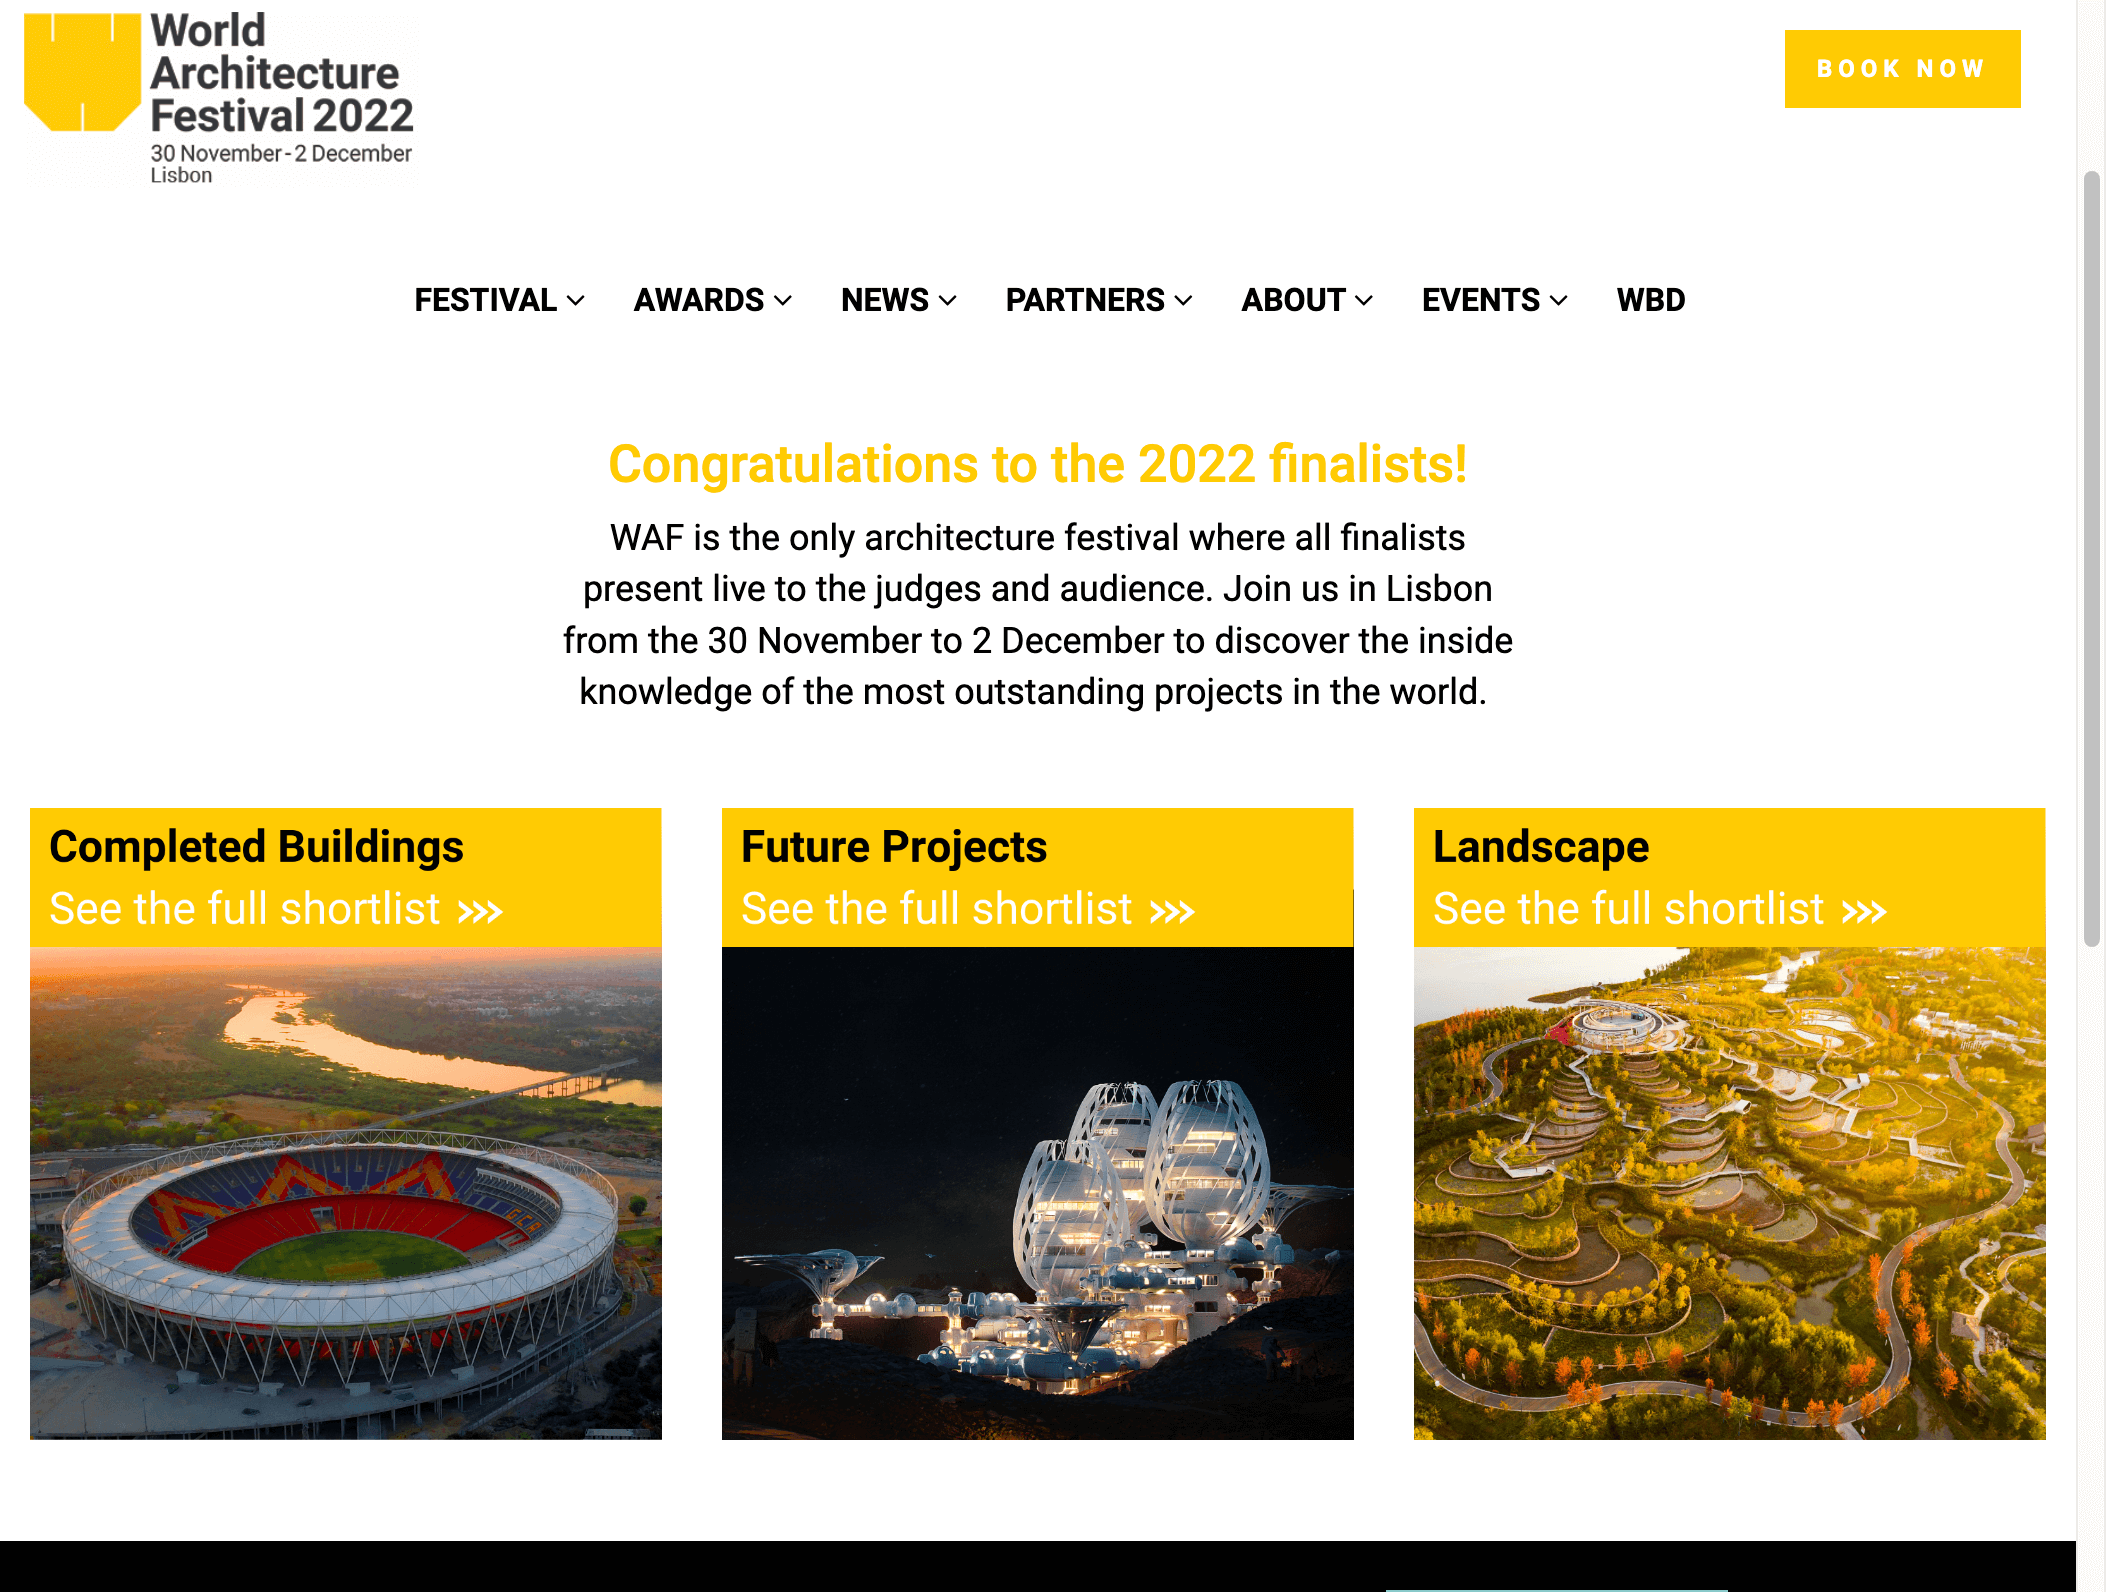 World
Architecture
Festival 2022
30 November - 2 December
Lisbon
BOOK NOW
FESTIVAL AWARDS NEWS PARTNERS ABOUT EVENTS WBD
Congratulations to the 2022 finalists!
WAF is the only architecture festival where all finalists
present live to the judges and audience. Join us in Lisbon
from the 30 November to 2 December to discover the inside
knowledge of the most outstanding projects in the world.
Completed Buildings
See the full shortlist >>>
Future Projects
See the full shortlist >>>
Landscape
See the full shortlist >>>